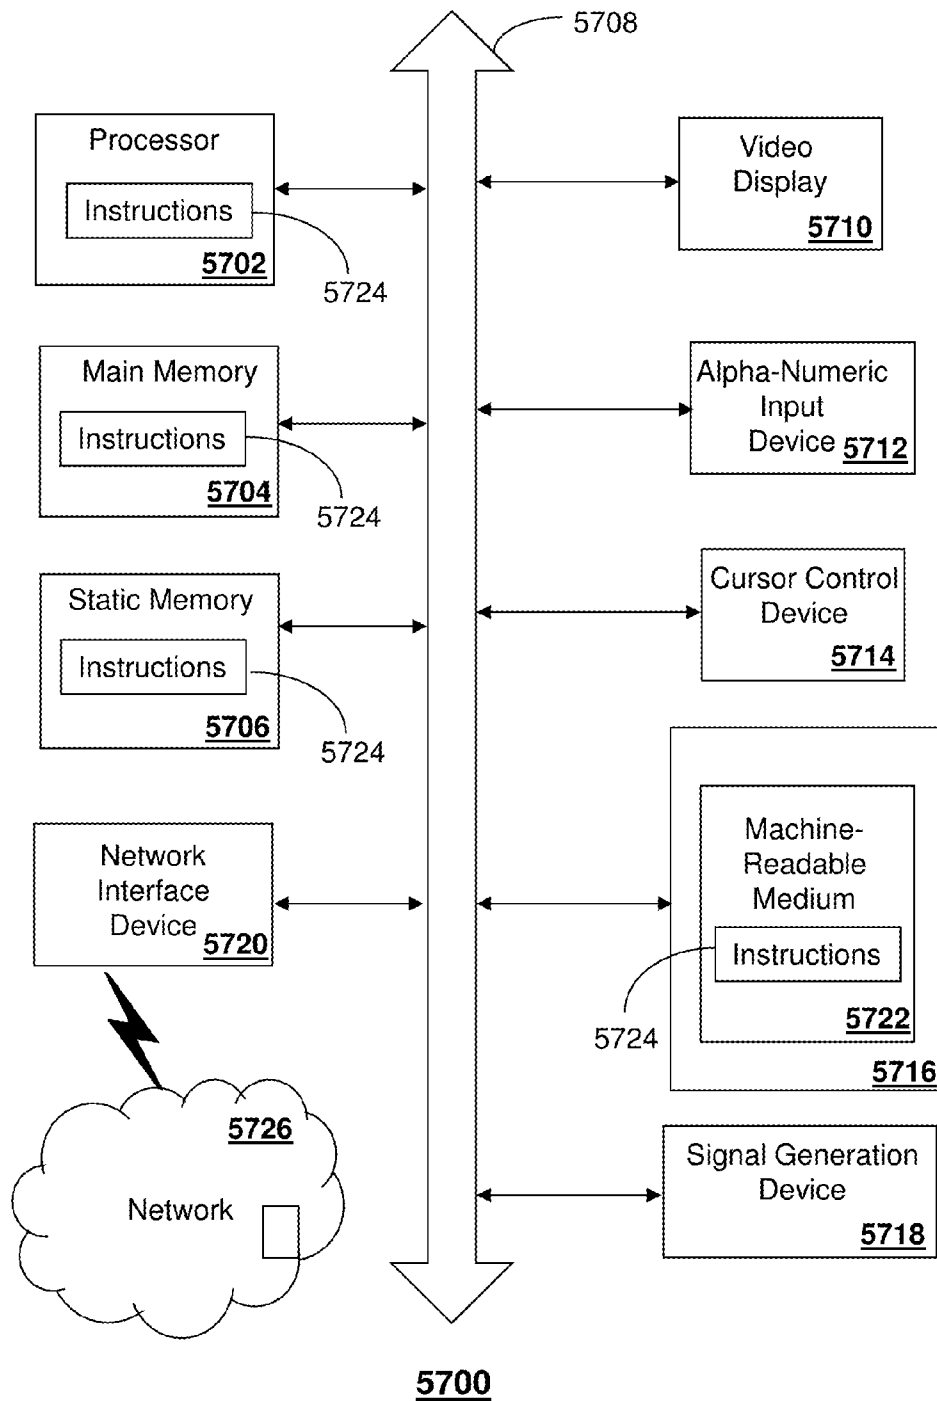 5708
Processor
Instructions
5702
5724
Video
Display
5710
Main Memory
Instructions
5704
5724
Alpha-Numeric
Input
Device
5712
Static Memory
Instructions
5706
5724
Cursor Control
Device
5714
Network
Interface
Device
5720
Machine-
Readable
Medium
Instructions
5722
5724
5716
5726
Network
Signal Generation
Device
5718
5700